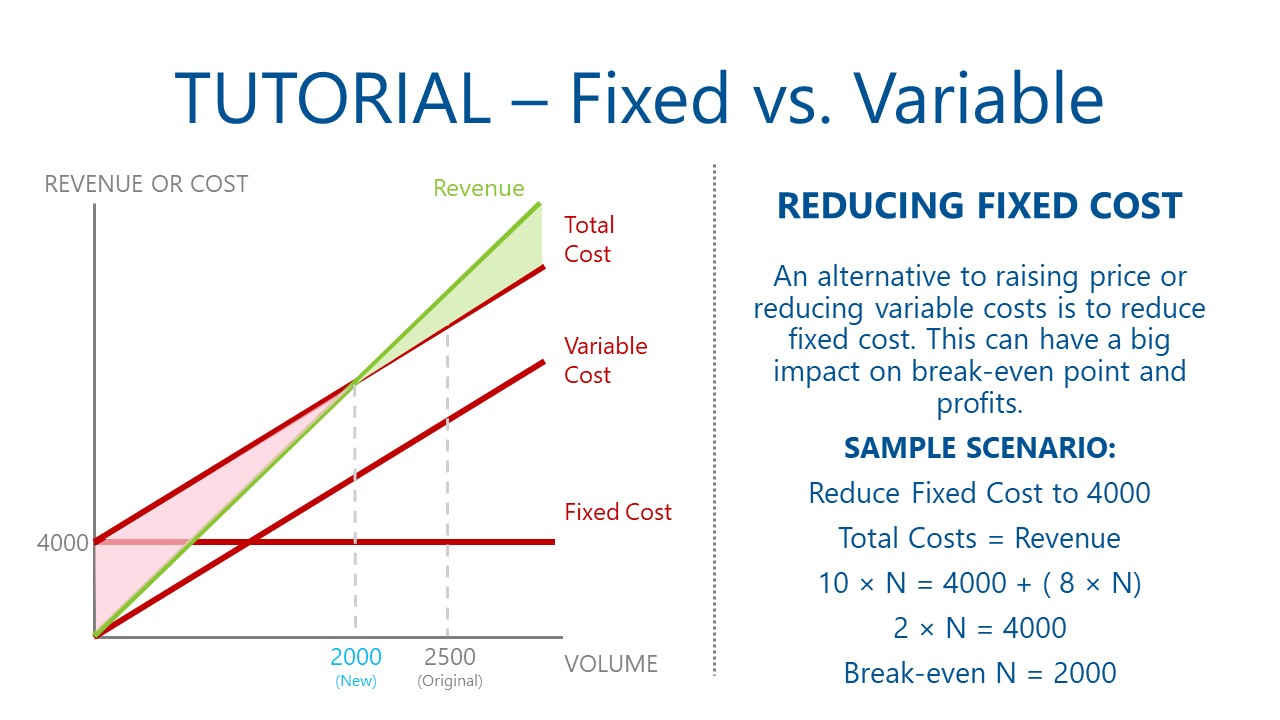 TUTORIAL – Fixed vs. Variable
REVENUE OR COST
Revenue
Total
Cost
Variable
Cost
Fixed Cost
4000
2000
(New)
2500
(Original)
VOLUME
REDUCING FIXED COST
An alternative to raising price or
reducing variable costs is to reduce
fixed cost. This can have a big
impact on break-even point and
profits.
SAMPLE SCENARIO:
Reduce Fixed Cost to 4000
Total Costs = Revenue
10 × N = 4000 + ( 8 × N)
2 × N = 4000
Break-even N = 2000